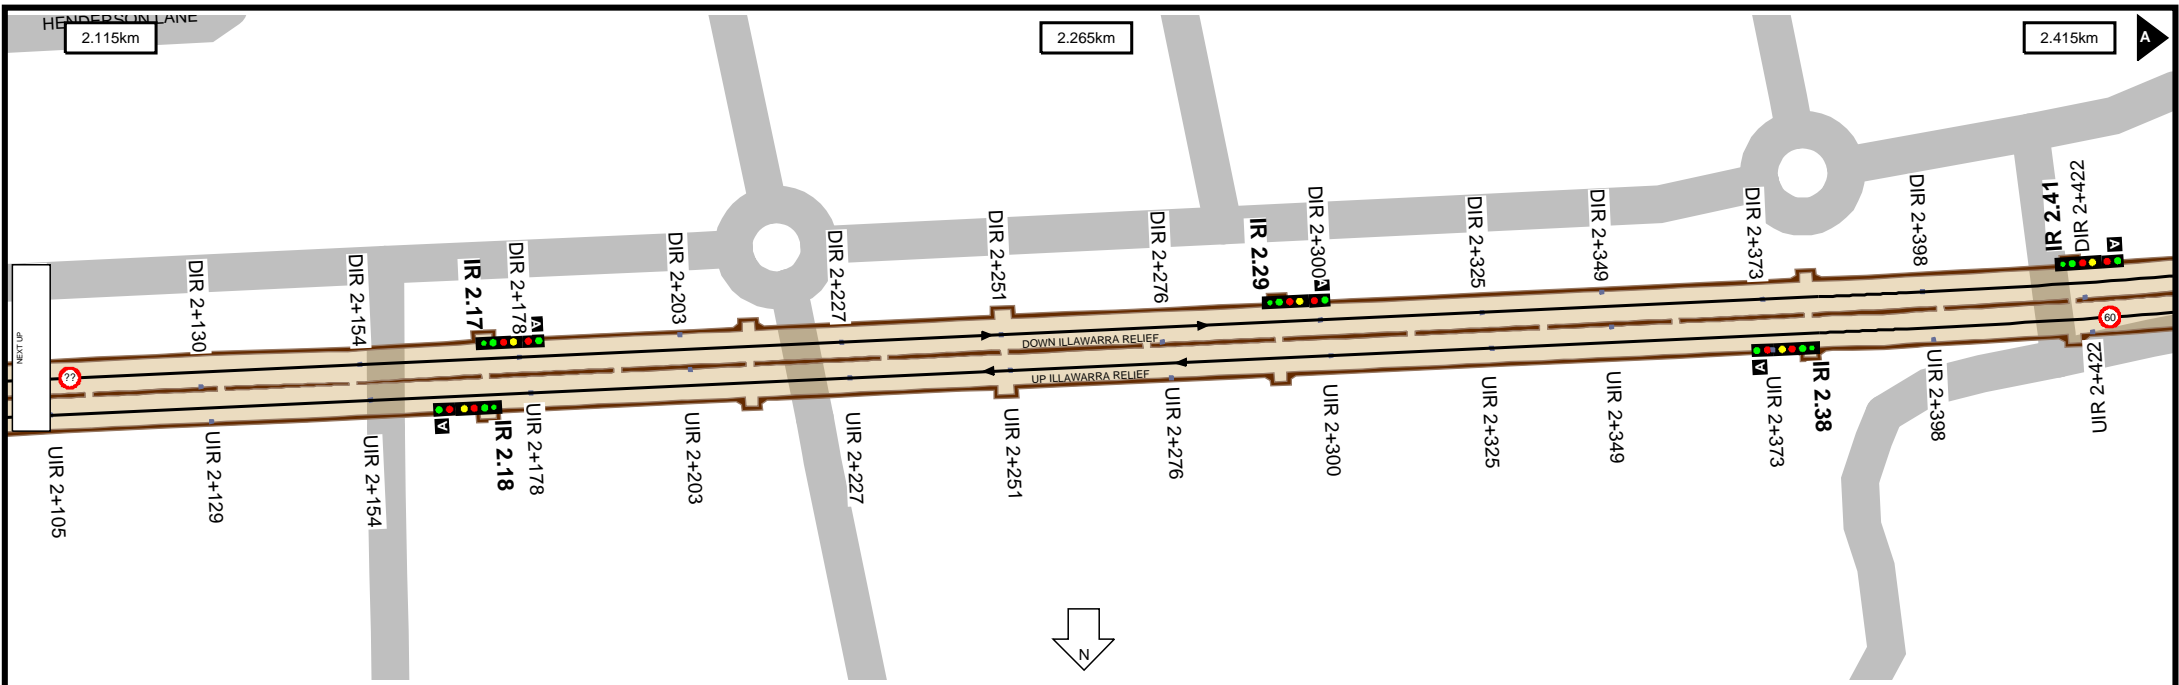 HENDERSON LANE
2.115km
2.265km
2.415km
A
NEXT UP
??
DIR 2+130
DIR 2+154
IR 2.17
DIR 2+178
A
DIR 2+203
DIR 2+227
DIR 2+251
DIR 2+276
IR 2.29
DIR 2+300
A
DIR 2+325
DIR 2+349
DIR 2+373
DIR 2+398
IR 2.41
DIR 2+422
A
60
DOWN ILLAWARRA RELIEF
UP ILLAWARRA RELIEF
UIR 2+105
UIR 2+129
UIR 2+154
A
IR 2.18
UIR 2+178
UIR 2+203
UIR 2+227
UIR 2+251
UIR 2+276
UIR 2+300
UIR 2+325
UIR 2+349
A
UIR 2+373
IR 2.38
UIR 2+398
UIR 2+422
N